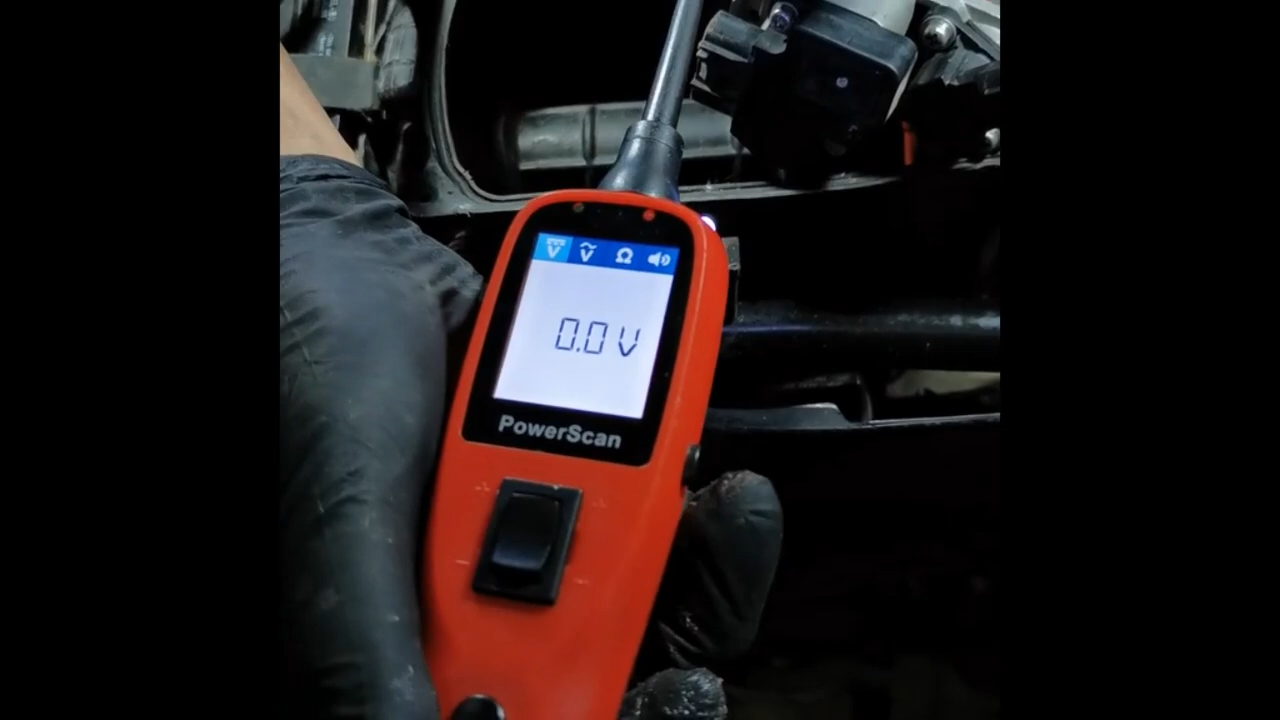 V V Ω
0.0 V
PowerScan
+ +
- -